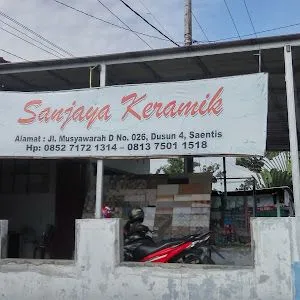 Sanjaya Keramik
Alamat : Jl. Musyawarah D No. 026, Dusun 4, Saentis
Hp: 0852 7172 1314 - 0813 7501 1518